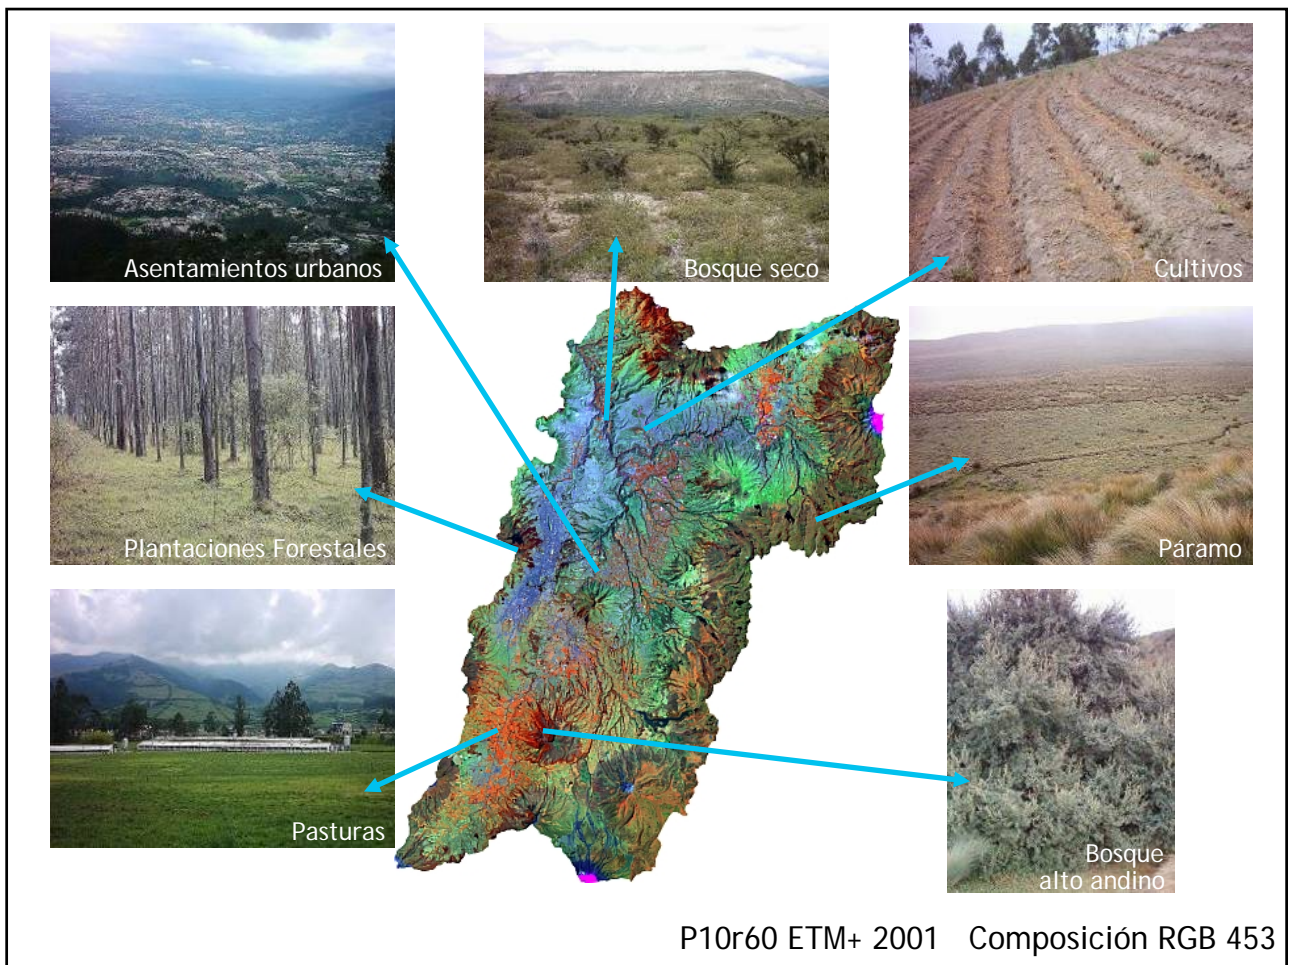 Asentamientos urbanos
Bosque seco
Cultivos
Plantaciones Forestales
Páramo
Pasturas
Bosque
alto andino
P10r60 ETM+ 2001 Composición RGB 453